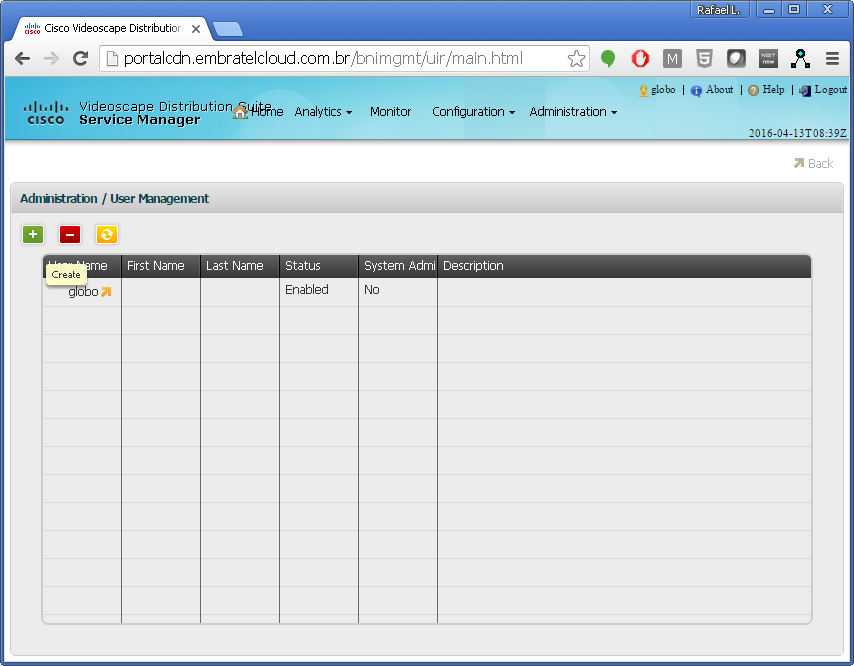 Rafael L.
Cisco Videoscape Distribution
portalcdn.embratelcloud.com.br/bnimgmt/uir/main.html
globo | About | Help | Logout
CISCO
Videoscape Distribution Suite
Service Manager
Home Analytics Monitor Configuration Administration
2016-04-13T08:39Z
Back
Administration / User Management
User Name First Name Last Name Status System Admi Description
Create
globo Enabled No